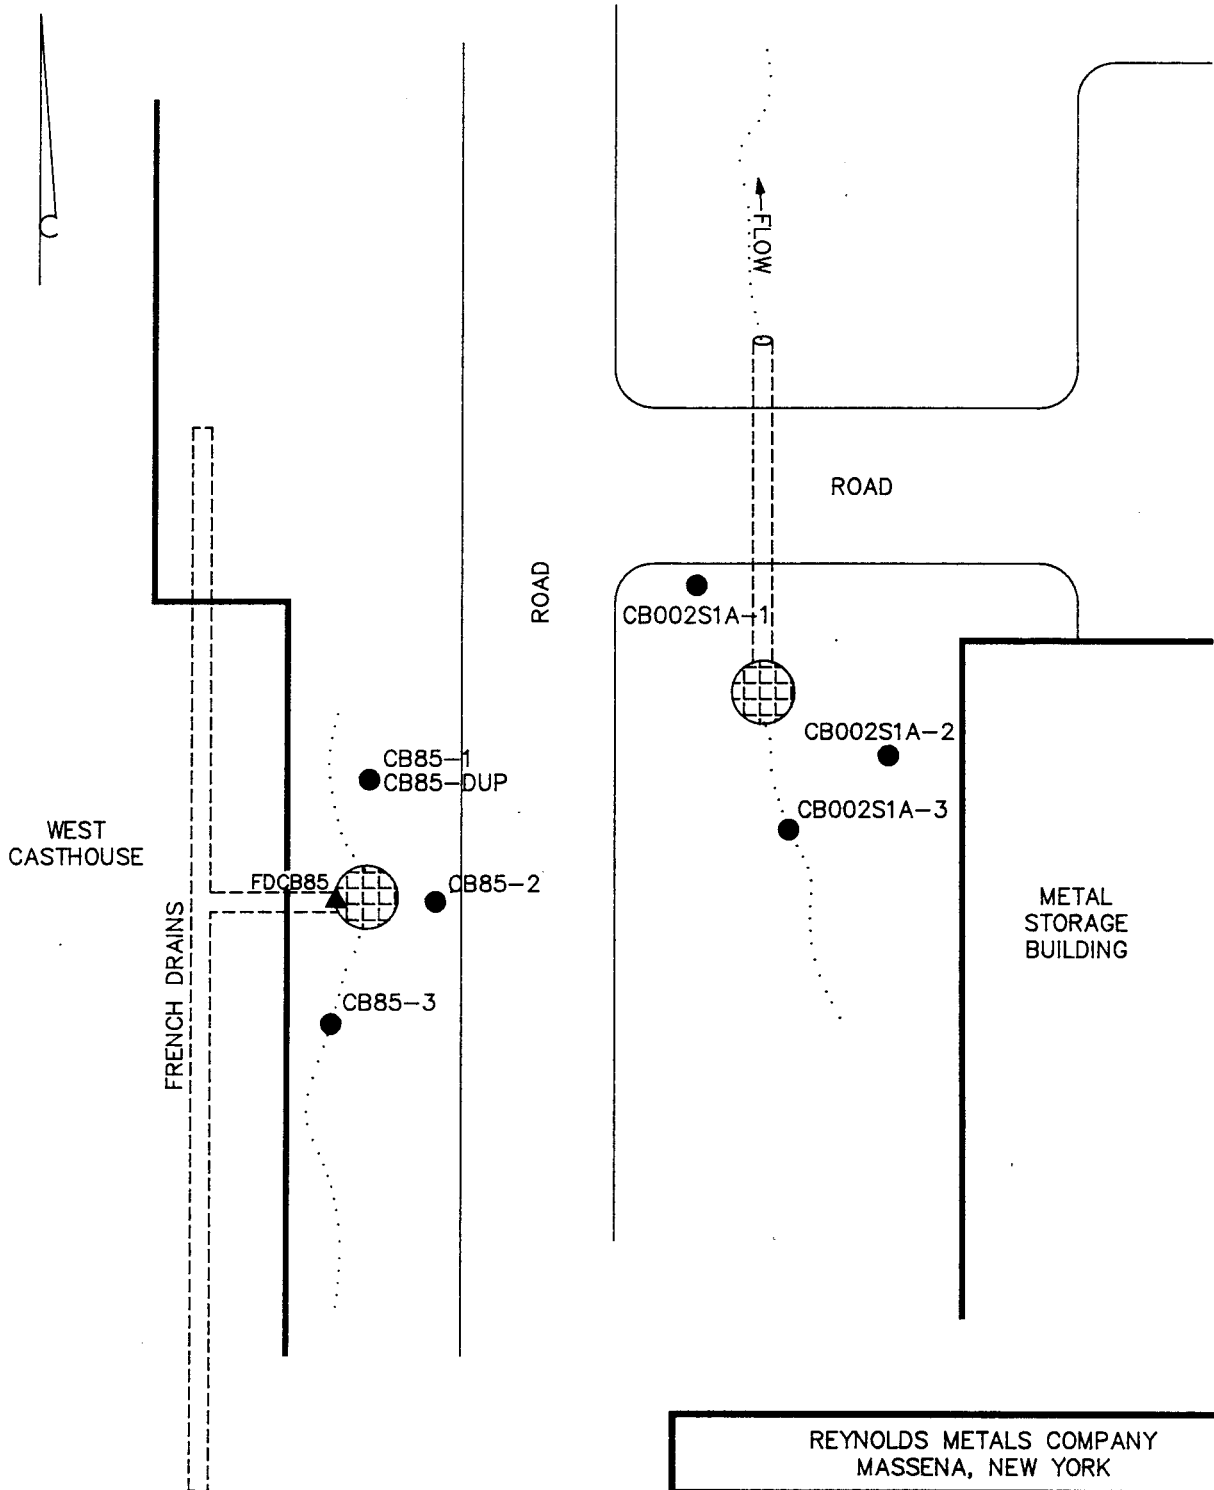 FLOW
ROAD
ROAD
CB002S1A-1
CB002S1A-2
CB85-1
CB85-DUP
CB002S1A-3
WEST
CASTHOUSE
FDCB85
CB85-2
METAL
STORAGE
BUILDING
FRENCH DRAINS
CB85-3
REYNOLDS METALS COMPANY
MASSENA, NEW YORK